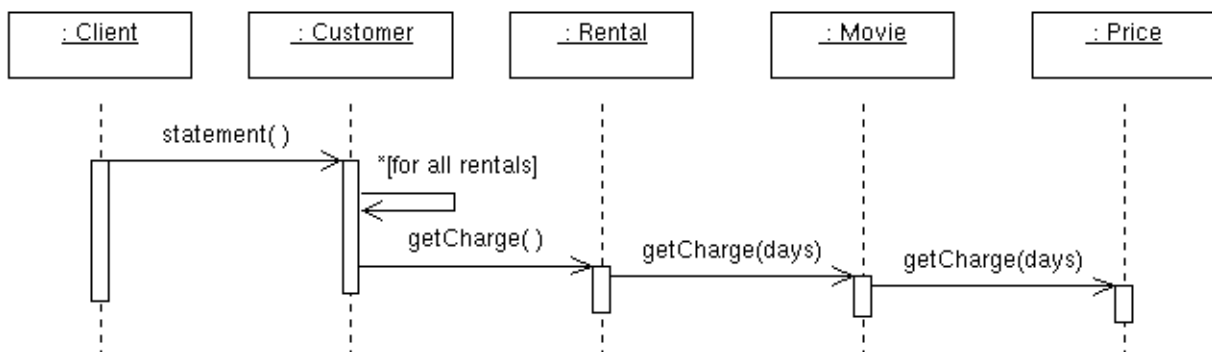 : Client
: Customer
: Rental
: Movie
: Price
statement( )
*[for all rentals]
getCharge( )
getCharge(days)
getCharge(days)